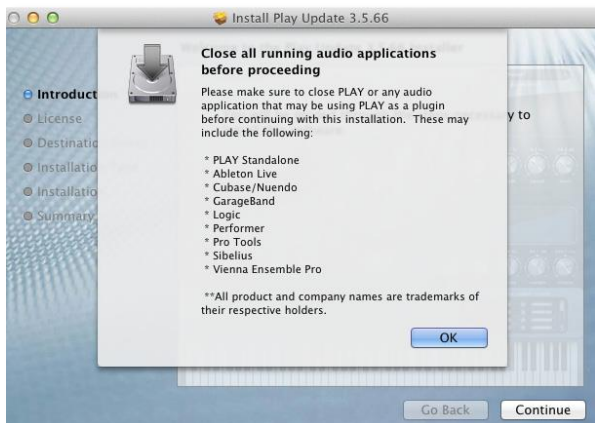 Install Play Update 3.5.66
Close all running audio applications
before proceeding
Please make sure to close PLAY or any audio
application that may be using PLAY as a plugin
before continuing with this installation. These may
include the following:
* PLAY Standalone
* Ableton Live
* Cubase/Nuendo
* GarageBand
* Logic
* Performer
* Pro Tools
* Sibelius
* Vienna Ensemble Pro
**All product and company names are trademarks of
their respective holders.
OK
Introduct
License
Destinatio
Installatio
Installatio
Summary
y to
Go Back
Continue